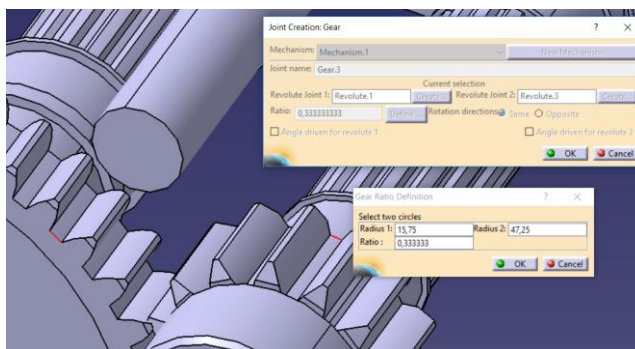 Joint Creation: Gear ? ×
Mechanism: Mechanism.1 New Mechanism
Joint name: Gear.3
Current selection
Revolute Joint 1: Revolute.1 Create... Revolute Joint 2: Revolute.3 Create...
Ratio: 0,333333333 Define... Rotation directions Same Opposite
Angle driven for revolute 1 Angle driven for revolute 2
OK Cancel
Gear Ratio Definition ? ×
Select two circles
Radius 1: 15,75 Radius 2: 47,25
Ratio : 0,333333
OK Cancel